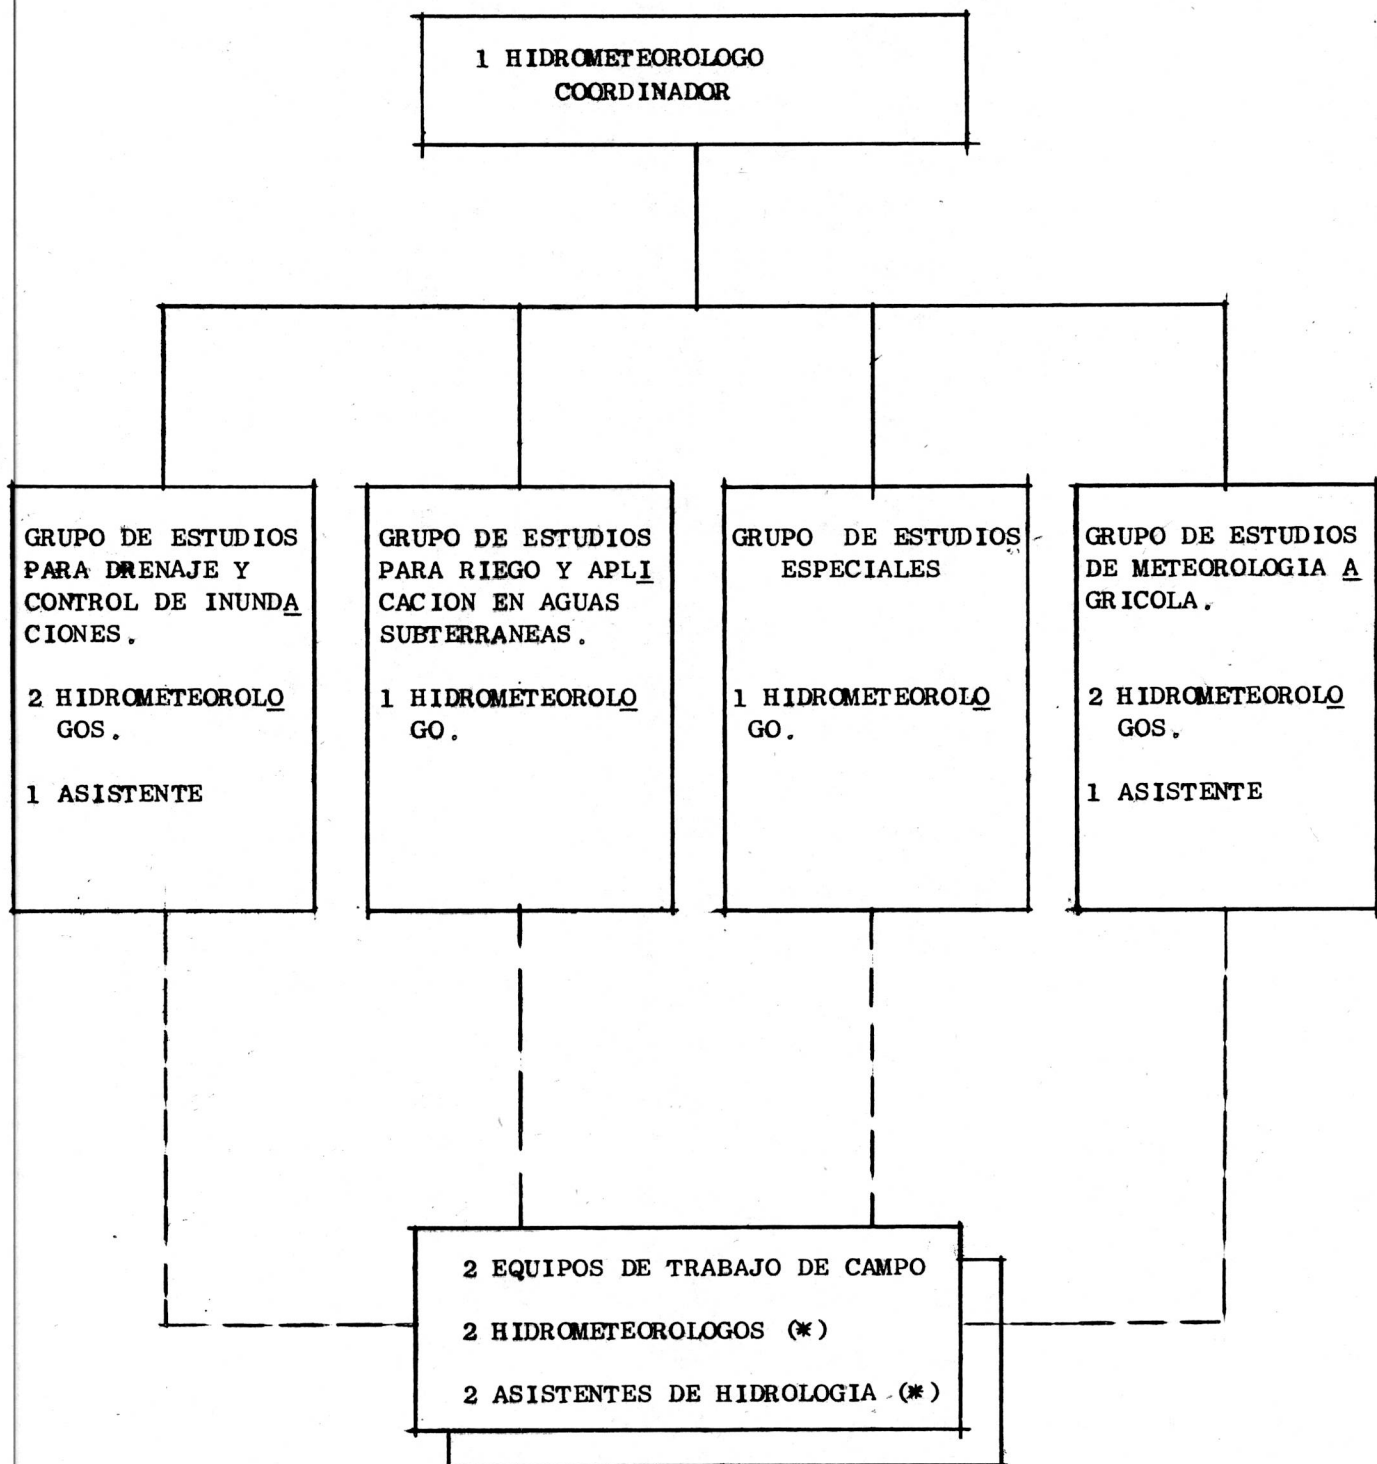 1 HIDROMETEOROLOGO
COORDINADOR
GRUPO DE ESTUDIOS
PARA DRENAJE Y
CONTROL DE INUNDA
CIONES.
2 HIDROMETEOROLO
GOS.
1 ASISTENTE
GRUPO DE ESTUDIOS
PARA RIEGO Y APLI
CACION EN AGUAS
SUBTERRANEAS.
1 HIDROMETEOROLO
GO.
GRUPO DE ESTUDIOS
ESPECIALES
1 HIDROMETEOROLO
GO.
GRUPO DE ESTUDIOS
DE METEOROLOGIA A
GRICOLA.
2 HIDROMETEOROLO
GOS.
1 ASISTENTE
2 EQUIPOS DE TRABAJO DE CAMPO
2 HIDROMETEOROLOGOS (*)
2 ASISTENTES DE HIDROLOGIA (*)